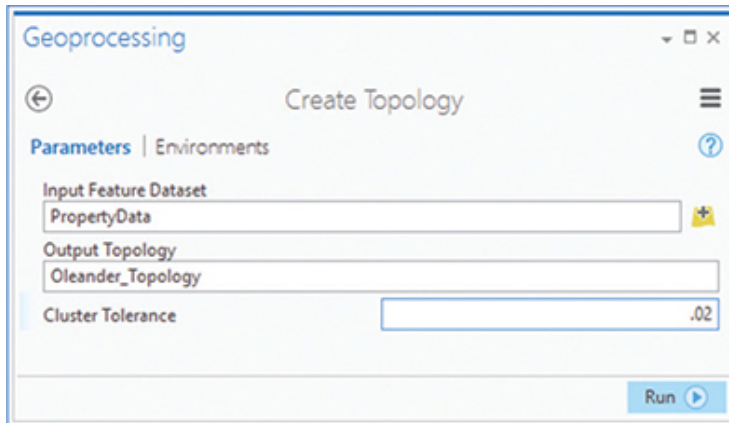 Geoprocessing
Create Topology
Parameters | Environments
Input Feature Dataset
PropertyData
Output Topology
Oleander_Topology
Cluster Tolerance .02
Run